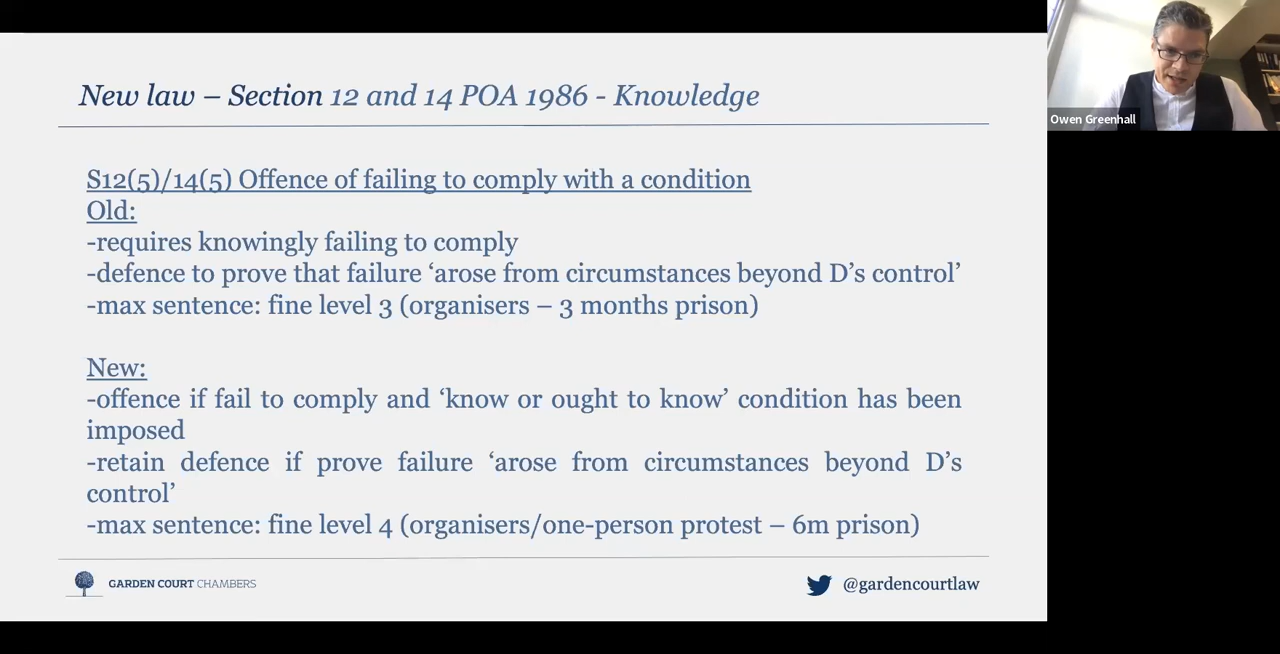 New law – Section 12 and 14 POA 1986 - Knowledge
Owen Greenhall
S12(5)/14(5) Offence of failing to comply with a condition
Old:
-requires knowingly failing to comply
-defence to prove that failure ‘arose from circumstances beyond D’s control’
-max sentence: fine level 3 (organisers – 3 months prison)
New:
-offence if fail to comply and ‘know or ought to know’ condition has been
imposed
-retain defence if prove failure ‘arose from circumstances beyond D’s
control’
-max sentence: fine level 4 (organisers/one-person protest – 6m prison)
GARDEN COURT CHAMBERS
@gardencourtlaw